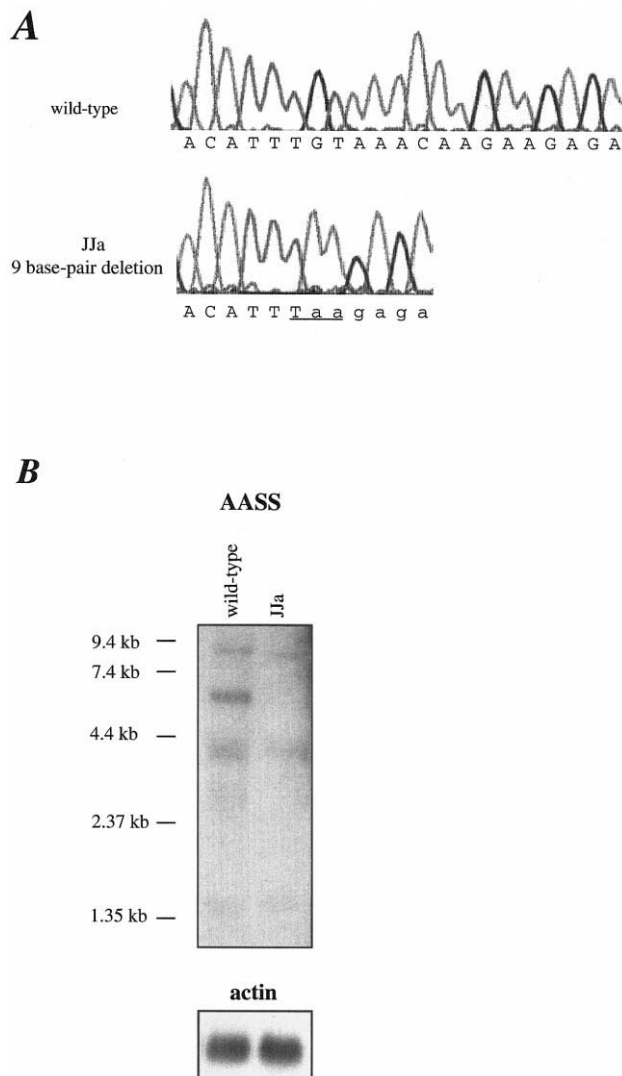 A
wild-type
A C A T T T G T A A A C A A G A A G A G A
JJa
9 base-pair deletion
A C A T T T a a g a g a
B
AASS
wild-type
JJa
9.4 kb
7.4 kb
4.4 kb
2.37 kb
1.35 kb
actin